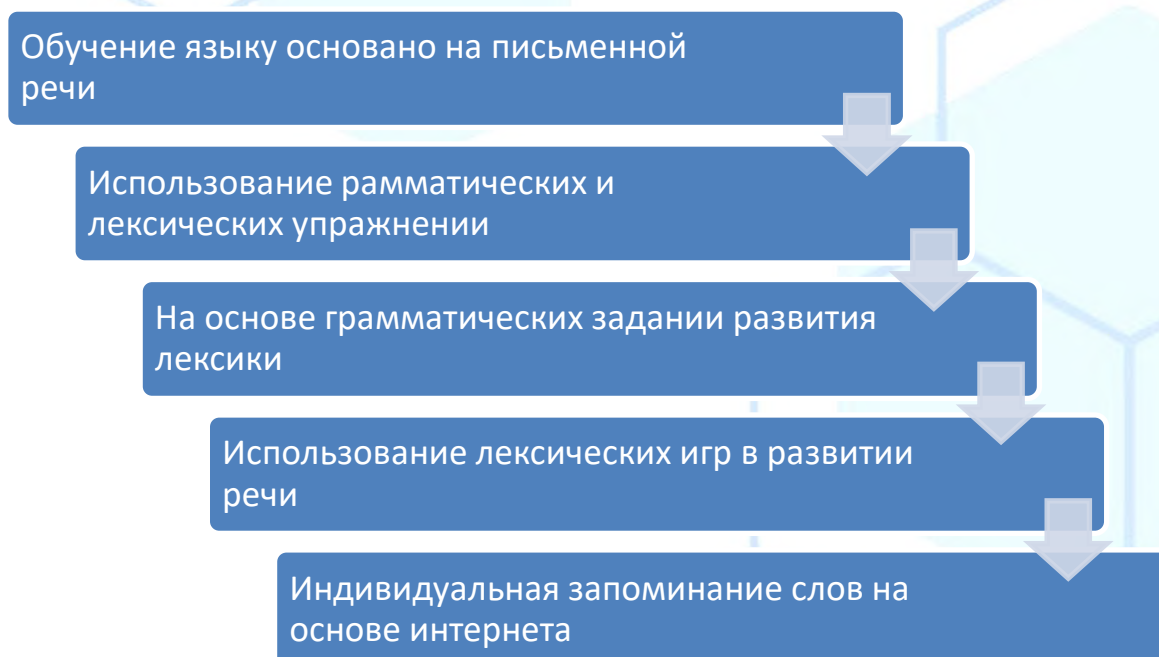 Обучение языку основано на письменной
речи
Использование рамматических и
лексических упражнении
На основе грамматических задании развития
лексики
Использование лексических игр в развитии
речи
Индивидуальная запоминание слов на
основе интернета